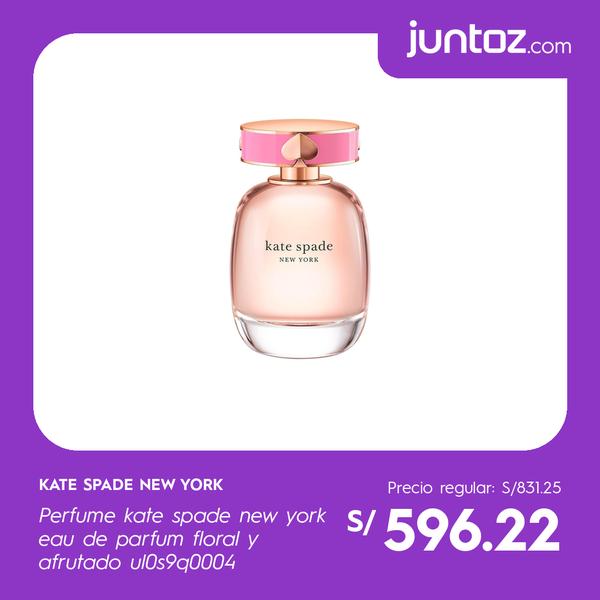 juntoz.com
kate spade
NEW YORK
KATE SPADE NEW YORK
Perfume kate spade new york
eau de parfum floral y
afrutado ul0s9q0004
Precio regular: S/831.25
S/ 596.22